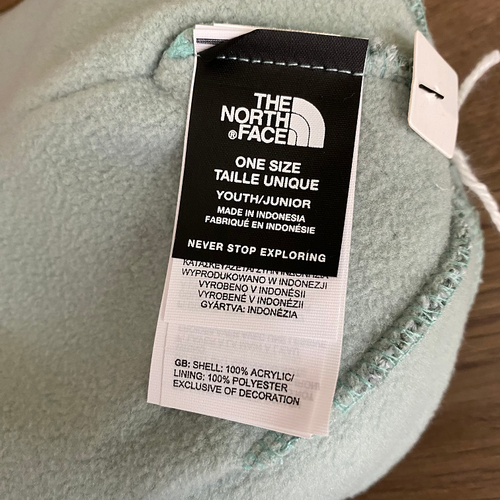 THE
NORTH
®FACE
ONE SIZE
TAILLE UNIQUE
YOUTH/JUNIOR
MADE IN INDONESIA
FABRIQUÉ EN INDONÉSIE
NEVER STOP EXPLORING
WYPRODUKOWANO W INDONEZJI
VYROBENO V INDONÉSII
VYROBENÉ V INDONÉZII
GYÁRTVA: INDONÉZIA
GB: SHELL: 100% ACRYLIC/
LINING: 100% POLYESTER
EXCLUSIVE OF DECORATION